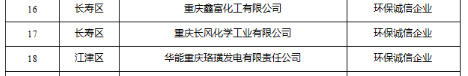 16 长寿区 重庆鑫富化工有限公司 环保诚信企业
17 长寿区 重庆长风化学工业有限公司 环保诚信企业
18 江津区 华能重庆珞璜发电有限责任公司 环保诚信企业